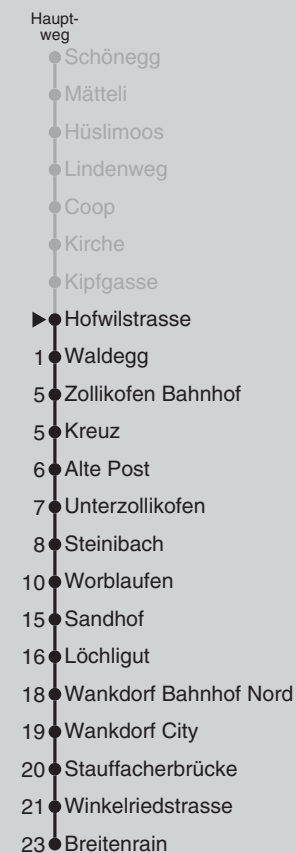 Haupt-
weg
Schönegg
Mätteli
Hüslimoos
Lindenweg
Coop
Kirche
Kipfgasse
Hofwilstrasse
1 Waldegg
5 Zollikofen Bahnhof
5 Kreuz
6 Alte Post
7 Unterzollikofen
8 Steinibach
10 Worblaufen
15 Sandhof
16 Löchligut
18 Wankdorf Bahnhof Nord
19 Wankdorf City
20 Stauffacherbrücke
21 Winkelriedstrasse
23 Breitenrain